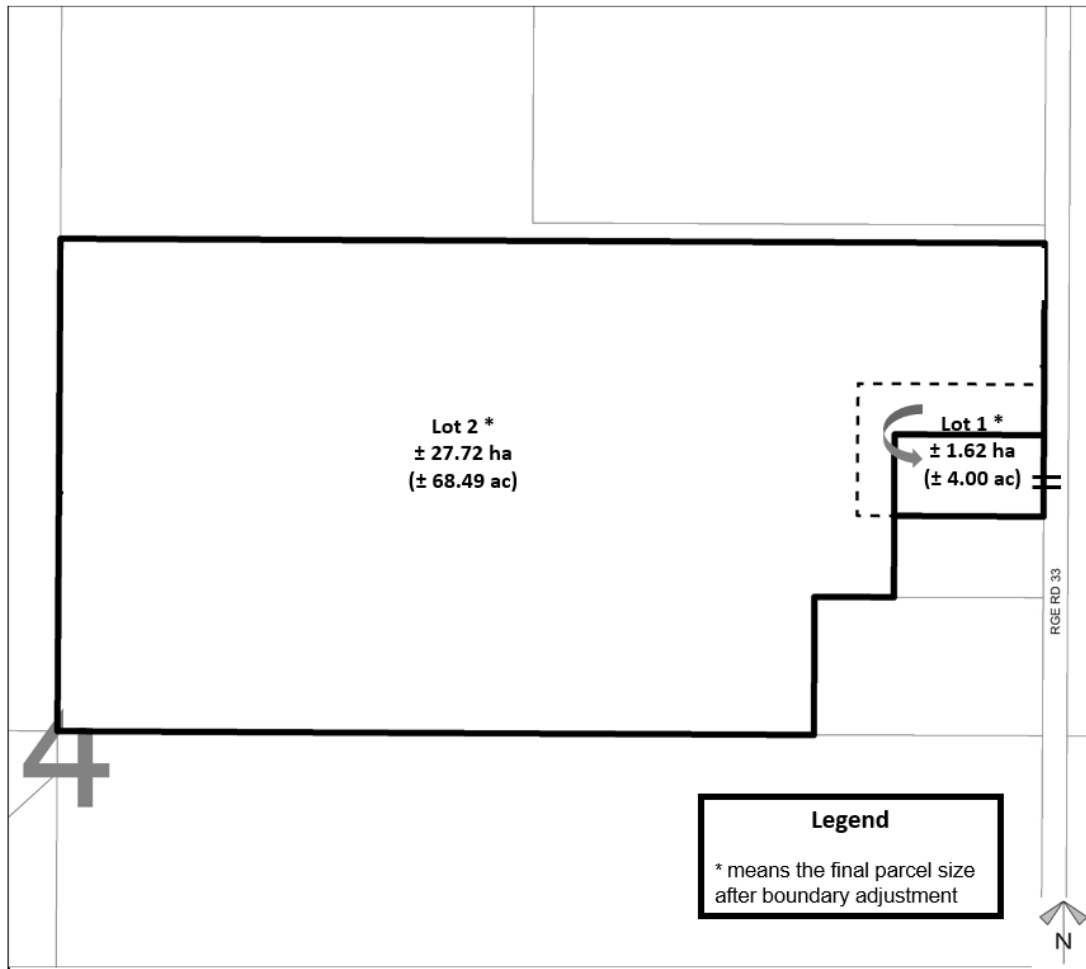 Lot 2 *
± 27.72 ha
(± 68.49 ac)
Lot 1 *
± 1.62 ha
(± 4.00 ac)
RGE RD 33
4
Legend
* means the final parcel size
after boundary adjustment
N